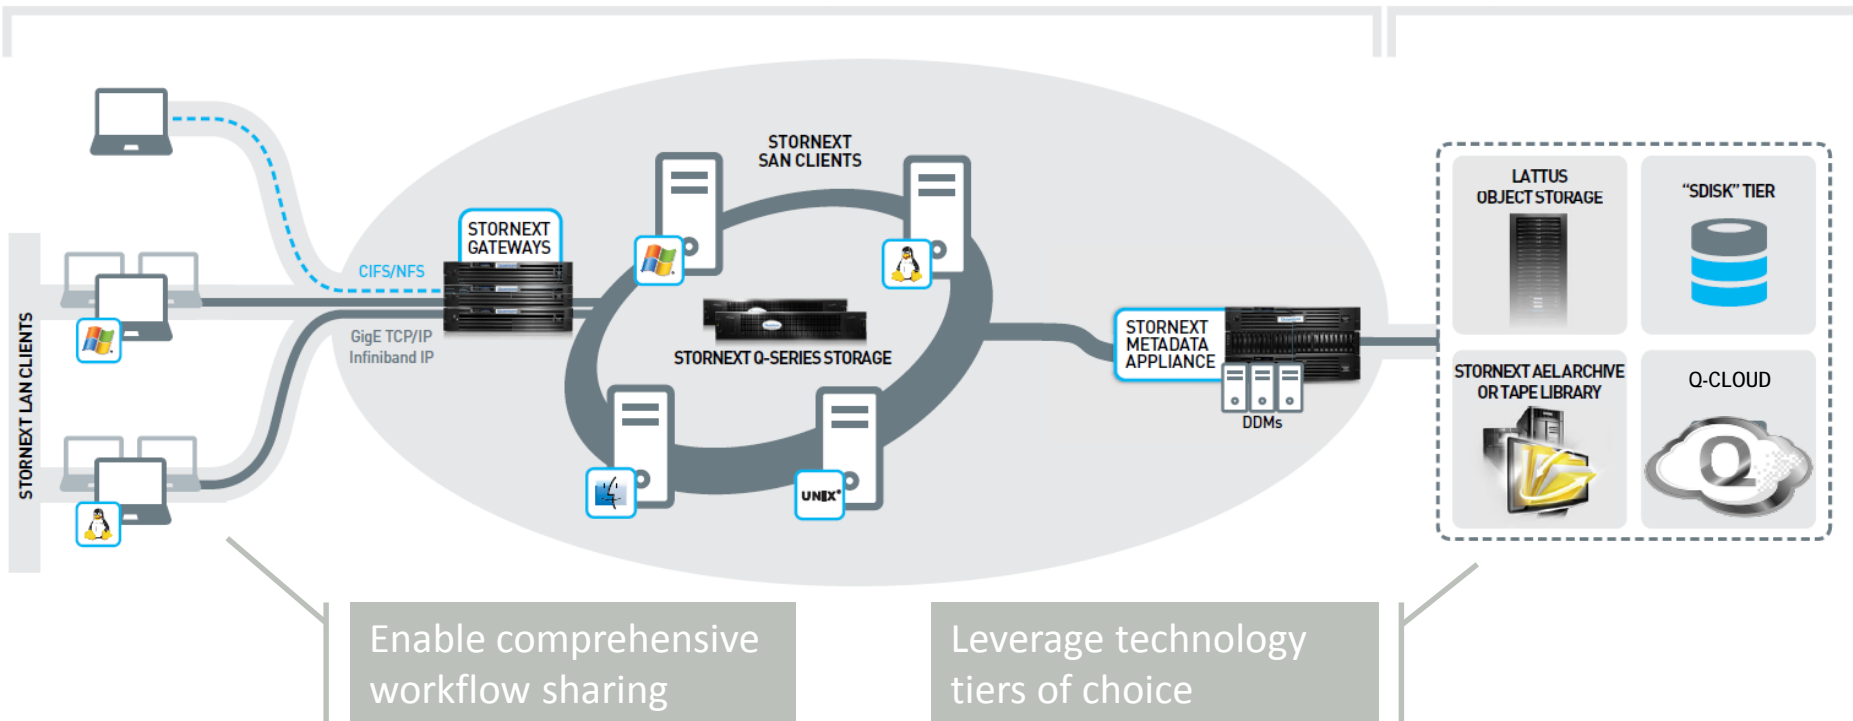 STORNEXT
SAN CLIENTS
STORNEXT
GATEWAYS
CIFS/NFS
GigE TCP/IP
Infiniband IP
STORNEXT LAN CLIENTS
STORNEXT Q-SERIES STORAGE
UNIX®
STORNEXT
METADATA
APPLIANCE
DDMs
LATTUS
OBJECT STORAGE
“SDISK” TIER
STORNEXT AEL ARCHIVE
OR TAPE LIBRARY
Q-CLOUD
Q
Enable comprehensive
workflow sharing
Leverage technology
tiers of choice